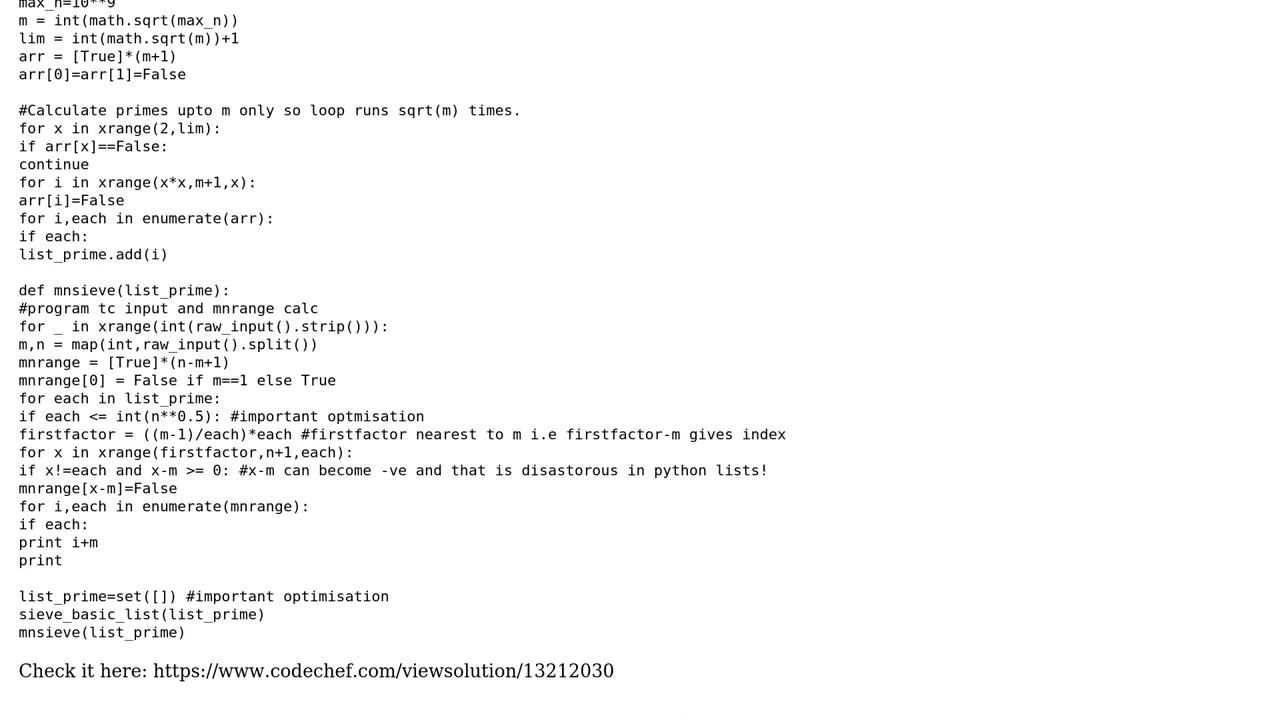 max_n=10**9
m = int(math.sqrt(max_n))
lim = int(math.sqrt(m))+1
arr = [True]*(m+1)
arr[0]=arr[1]=False
#Calculate primes upto m only so loop runs sqrt(m) times.
for x in xrange(2,lim):
if arr[x]==False:
continue
for i in xrange(x*x,m+1,x):
arr[i]=False
for i,each in enumerate(arr):
if each:
list_prime.add(i)
def mnsieve(list_prime):
#program tc input and mnrange calc
for _ in xrange(int(raw_input().strip())):
m,n = map(int,raw_input().split())
mnrange = [True]*(n-m+1)
mnrange[0] = False if m==1 else True
for each in list_prime:
if each <= int(n**0.5): #important optmisation
firstfactor = ((m-1)/each)*each #firstfactor nearest to m i.e firstfactor-m gives index
for x in xrange(firstfactor,n+1,each):
if x!=each and x-m >= 0: #x-m can become -ve and that is disastorous in python lists!
mnrange[x-m]=False
for i,each in enumerate(mnrange):
if each:
print i+m
print
list_prime=set([]) #important optimisation
sieve_basic_list(list_prime)
mnsieve(list_prime)
Check it here: https://www.codechef.com/viewsolution/13212030